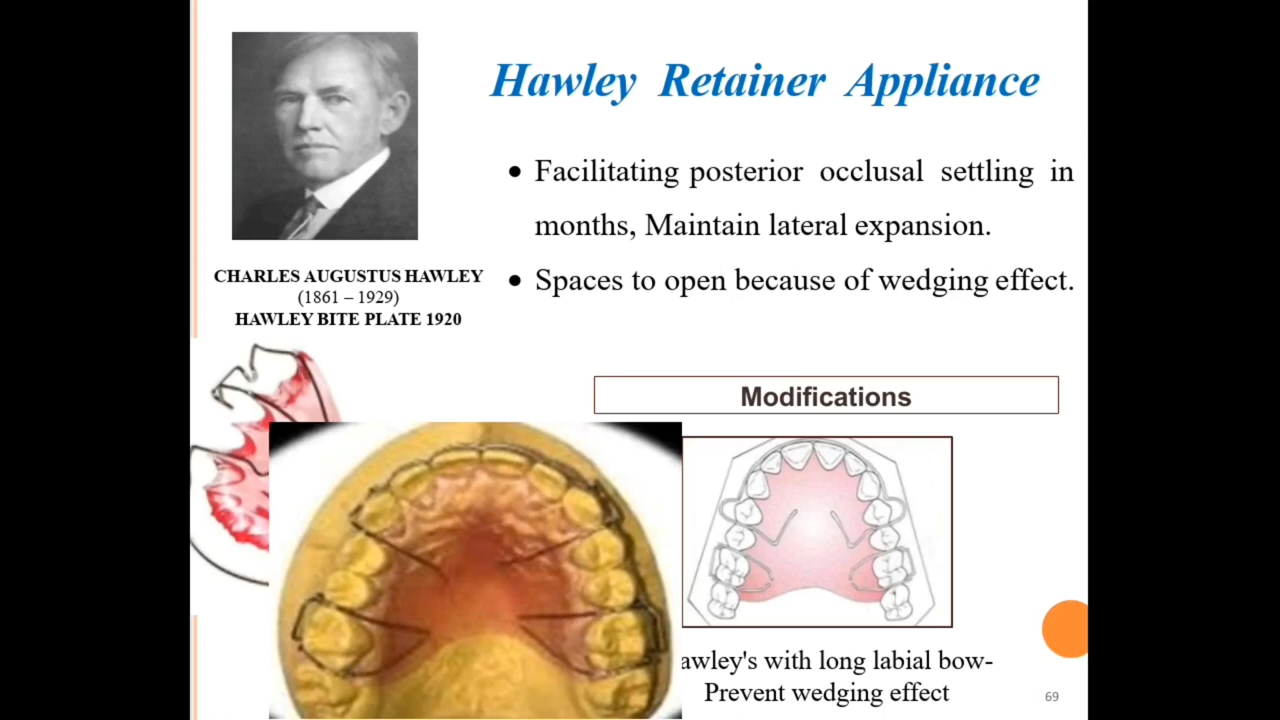 Hawley Retainer Appliance
• Facilitating posterior occlusal settling in
months, Maintain lateral expansion.
• Spaces to open because of wedging effect.
CHARLES AUGUSTUS HAWLEY
(1861 – 1929)
HAWLEY BITE PLATE 1920
Modifications
awley's with long labial bow-
Prevent wedging effect
69